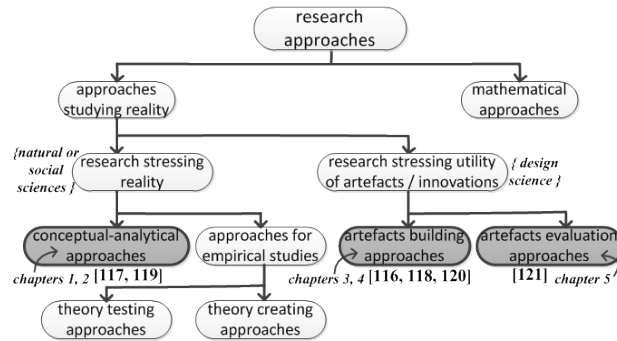 research
approaches
approaches
studying reality
mathematical
approaches
{natural or
social
sciences }
research stressing
reality
research stressing utility
of artefacts / innovations
{ design
science }
conceptual-analytical
approaches
approaches for
empirical studies
artefacts building
approaches
artefacts evaluation
approaches
chapters 1, 2 [117, 119]
chapters 3, 4 [116, 118, 120]
[121] chapter 5
theory testing
approaches
theory creating
approaches